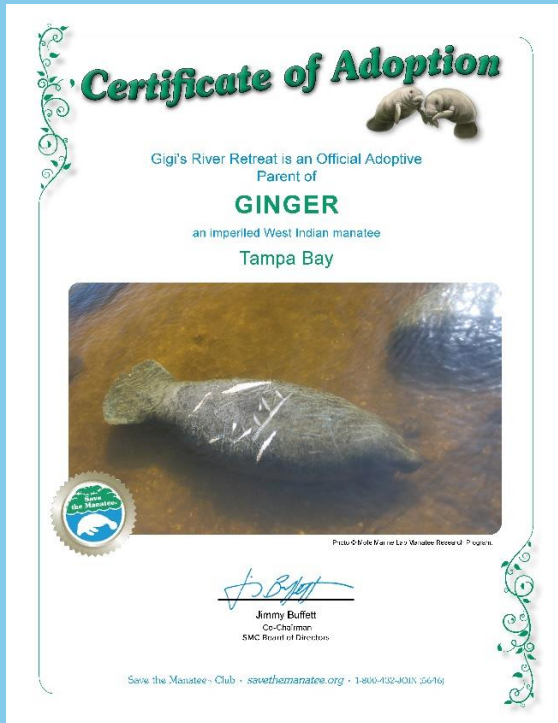 Certificate of Adoption
Gigi's River Retreat is an Official Adoptive
Parent of
GINGER
an imperiled West Indian manatee
Tampa Bay
Save
the Manatee
Photo © Mote Marine Lab Manatee Research Program.
Jimmy Buffett
Co-Chairman
SMC Board of Directors
Save the Manatee® Club • savethemanatee.org • 1-800-432-JOIN (5646)